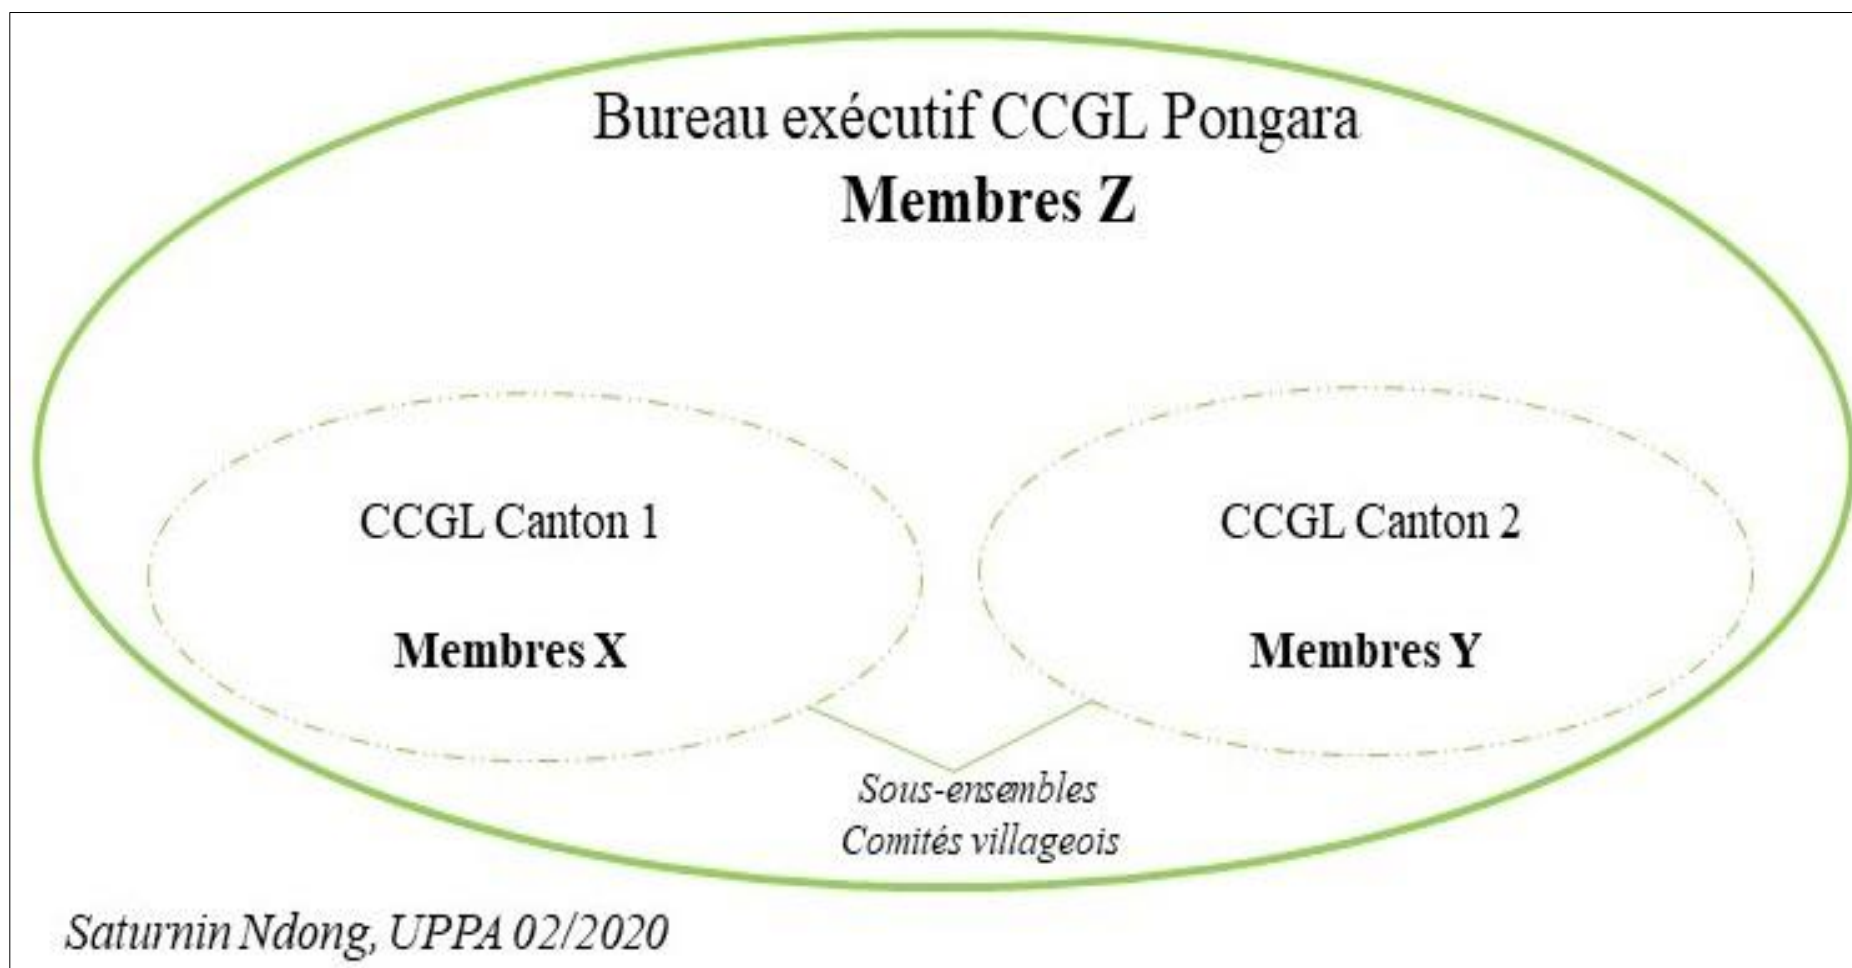 Bureau exécutif CCGL Pongara
Membres Z
CCGL Canton 1
Membres X
CCGL Canton 2
Membres Y
Sous-ensembles
Comités villageois
Saturnin Ndong, UPPA 02/2020